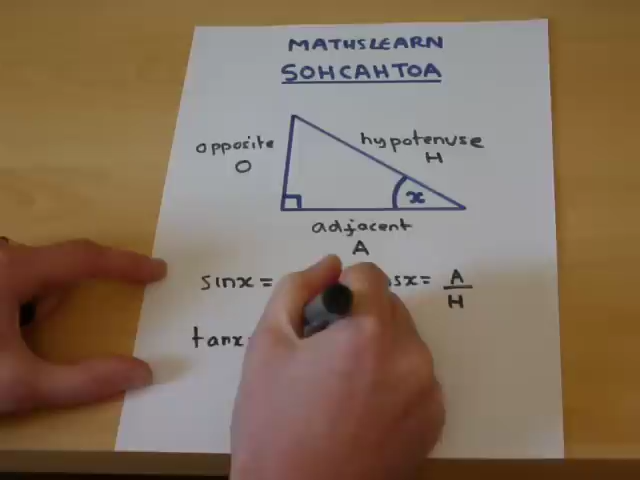 MATHSLEARN
SOHCAHTOA
opposite
O
hypotenuse
H
x
adjacent
A
sinx =
sx = A
H
tanx